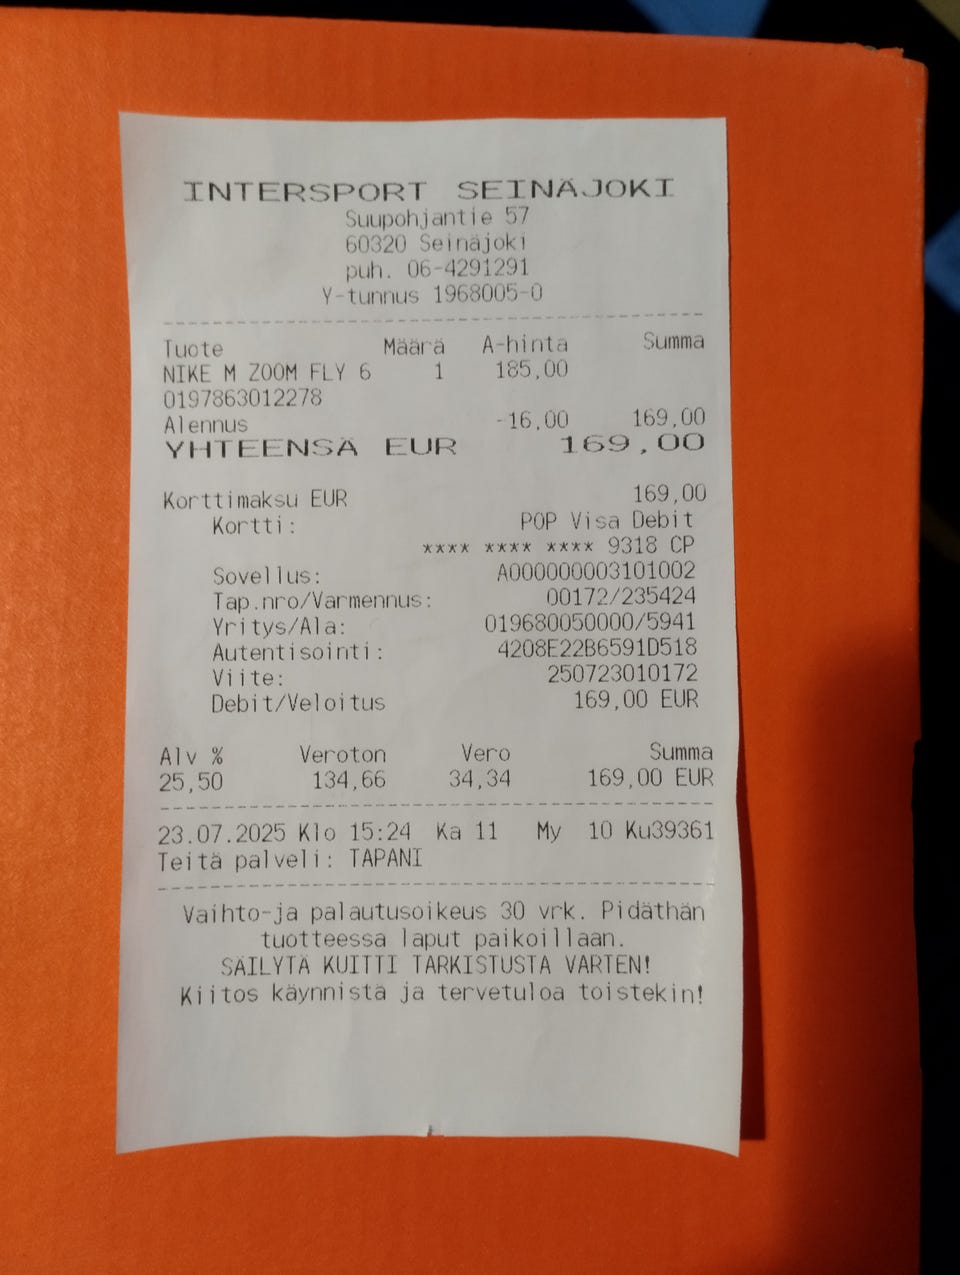 INTERSPORT SEINÄJOKI
Suupohjantie 57
60320 Seinäjoki
puh. 06-4291291
Y-tunnus 1968005-0
Tuote Määrä A-hinta Summa
NIKE M ZOOM FLY 6 1 185,00
0197863012278
Alennus -16,00 169,00
YHTEENSÄ EUR 169,00
Korttimaksu EUR 169,00
Kortti: POP Visa Debit
**** **** **** 9318 CP
Sovellus: A000000003101002
Tap.nro/Varmennus: 00172/235424
Yritys/Ala: 019680050000/5941
Autentisointi: 4208E22B6591D518
Viite: 250723010172
Debit/Veloitus 169,00 EUR
Alv % Veroton Vero Summa
25,50 134,66 34,34 169,00 EUR
23.07.2025 Klo 15:24 Ka 11 My 10 Ku39361
Teitä palveli: TAPANI
Vaihto-ja palautusoikeus 30 vrk. Pidäthän
tuotteessa laput paikoillaan.
SÄILYTÄ KUITTI TARKISTUSTA VARTEN!
Kiitos käynnistä ja tervetuloa toistekin!